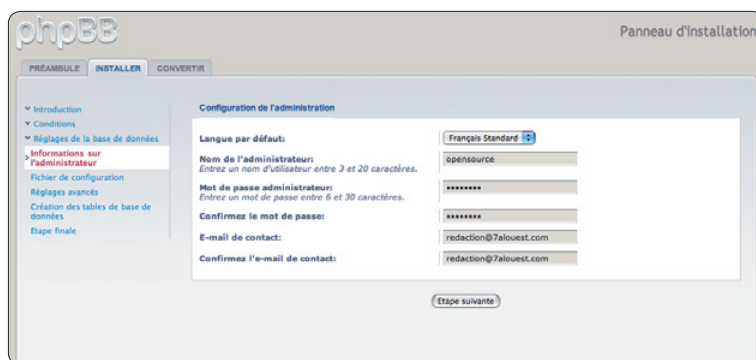 phpBB
Panneau d'installation
PRÉAMBULE INSTALLER CONVERTIR
Introduction
Conditions
Réglages de la base de données
Informations sur
l'administrateur
Fichier de configuration
Réglages avancés
Création des tables de base de
données
Etape finale
Configuration de l'administration
Langue par défaut: Français Standard
Nom de l'administrateur: opensource
Entrez un nom d'utilisateur entre 3 et 20 caractères.
Mot de passe administrateur: ••••••••
Entrez un mot de passe entre 6 et 30 caractères.
Confirmez le mot de passe: ••••••••
E-mail de contact: redaction@7alouest.com
Confirmez l'e-mail de contact: redaction@7alouest.com
Etape suivante